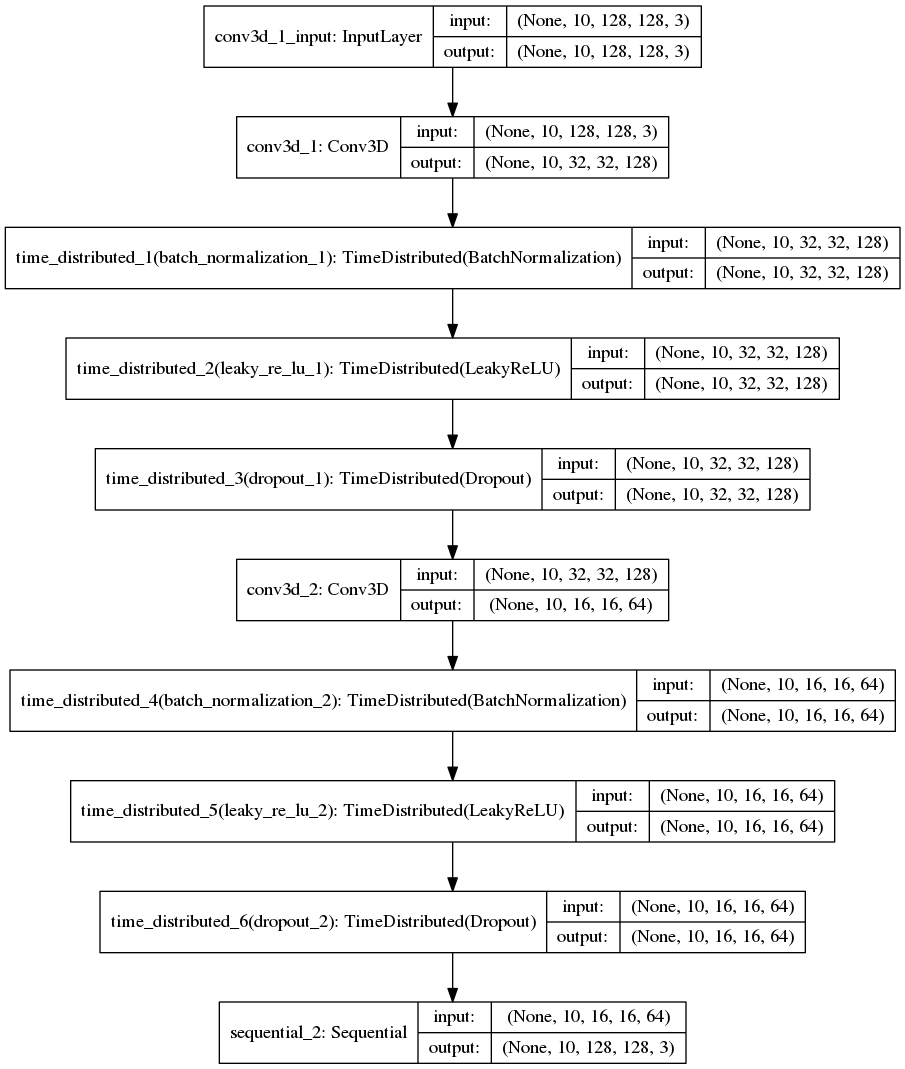 conv3d_1_input: InputLayer
input:
(None, 10, 128, 128, 3)
output:
(None, 10, 128, 128, 3)
conv3d_1: Conv3D
input:
(None, 10, 128, 128, 3)
output:
(None, 10, 32, 32, 128)
time_distributed_1(batch_normalization_1): TimeDistributed(BatchNormalization)
input:
(None, 10, 32, 32, 128)
output:
(None, 10, 32, 32, 128)
time_distributed_2(leaky_re_lu_1): TimeDistributed(LeakyReLU)
input:
(None, 10, 32, 32, 128)
output:
(None, 10, 32, 32, 128)
time_distributed_3(dropout_1): TimeDistributed(Dropout)
input:
(None, 10, 32, 32, 128)
output:
(None, 10, 32, 32, 128)
conv3d_2: Conv3D
input:
(None, 10, 32, 32, 128)
output:
(None, 10, 16, 16, 64)
time_distributed_4(batch_normalization_2): TimeDistributed(BatchNormalization)
input:
(None, 10, 16, 16, 64)
output:
(None, 10, 16, 16, 64)
time_distributed_5(leaky_re_lu_2): TimeDistributed(LeakyReLU)
input:
(None, 10, 16, 16, 64)
output:
(None, 10, 16, 16, 64)
time_distributed_6(dropout_2): TimeDistributed(Dropout)
input:
(None, 10, 16, 16, 64)
output:
(None, 10, 16, 16, 64)
sequential_2: Sequential
input:
(None, 10, 16, 16, 64)
output:
(None, 10, 128, 128, 3)